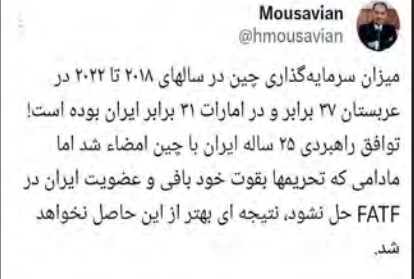 Mousavian
@hmousavian
میزان سرمایه‌گذاری چین در سالهای ۲۰۱۸ تا ۲۰۲۲ در
عربستان ۳۷ برابر و در امارات ۳۱ برابر ایران بوده است!
توافق راهبردی ۲۵ ساله ایران با چین امضاء شد اما
مادامی که تحریمها بقوت خود بافی و عضویت ایران در
FATF حل نشود، نتیجه ای بهتر از این حاصل نخواهد
شد.